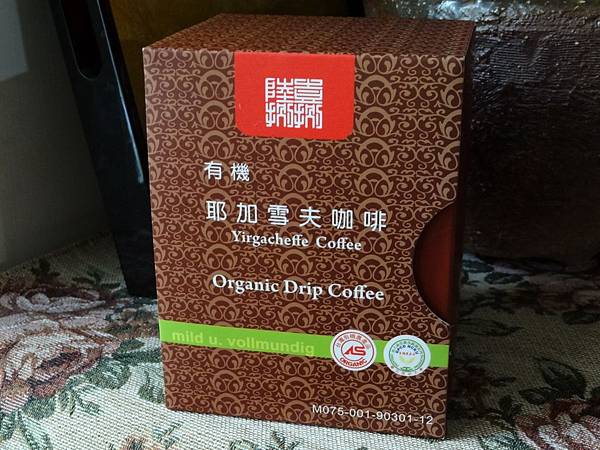 有機
耶加雪夫咖啡
Yirgacheffe Coffee
Organic Drip Coffee
mild u. vollmundig
ORGANIC
M075-001-90301-12